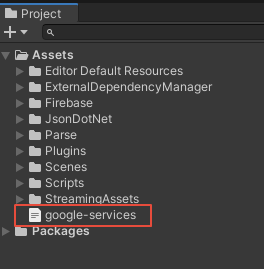 Project
Assets
Editor Default Resources
ExternalDependencyManager
Firebase
JsonDotNet
Parse
Plugins
Scenes
Scripts
StreamingAssets
google-services
Packages